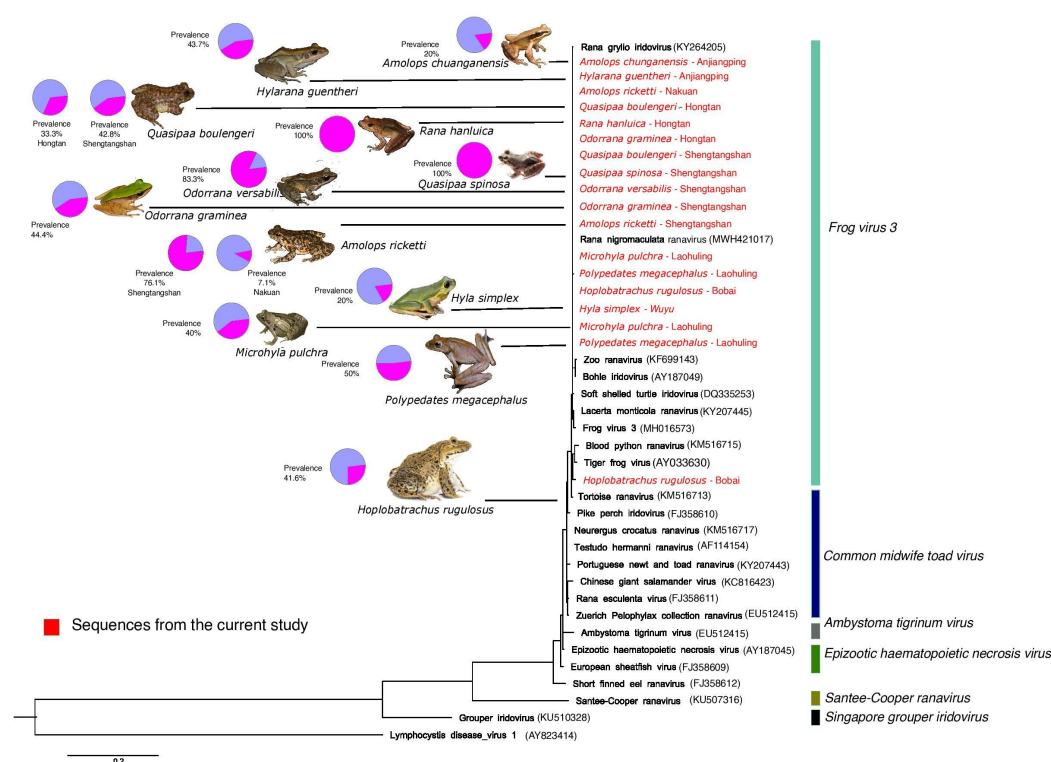 Prevalence
43.7%
Hylarana guentheri
Prevalence
20%
Amolops chuanganensis
Prevalence
33.3%
Hongtan
Prevalence
42.8%
Shengtangshan
Quasipaa boulengeri
Prevalence
100%
Rana hanluica
Prevalence
83.3%
Odorrana versabilis
Prevalence
100%
Quasipaa spinosa
Prevalence
44.4%
Odorrana graminea
76.1%
Shengtangshan
Prevalence
7.1%
Nakuan
Amolops ricketti
Prevalence
20%
Hyla simplex
Prevalence
40%
Microhyla pulchra
Prevalence
50%
Polypedates megacephalus
Prevalence
41.6%
Hoplobatrachus rugulosus
Rana grylio iridovirus (KY264205)
Amolops chunganensis - Anjiangping
Hylarana guentheri - Anjiangping
Amolops ricketti - Nakuan
Quasipaa boulengeri - Hongtan
Rana hanluica - Hongtan
Odorrana graminea - Hongtan
Quasipaa boulengeri - Shengtangshan
Quasipaa spinosa - Shengtangshan
Odorrana versabilis - Shengtangshan
Odorrana graminea - Shengtangshan
Amolops ricketti - Shengtangshan
Rana nigromaculata ranavirus (MWH421017)
Microhyla pulchra - Laohuling
Polypedates megacephalus - Laohuling
Hoplobatrachus rugulosus - Bobai
Hyla simplex - Wuyu
Microhyla pulchra - Laohuling
Polypedates megacephalus - Laohuling
Zoo ranavirus (KF699143)
Bohle iridovirus (AY187049)
Soft shelled turtle iridovirus (DQ335253)
Lacerta monticola ranavirus (KY207445)
Frog virus 3 (MH016573)
Blood python ranavirus (KM516715)
Tiger frog virus (AY033630)
Hoplobatrachus rugulosus - Bobai
Tortoise ranavirus (KM516713)
Pike perch iridovirus (FJ358610)
Neurergus crocatus ranavirus (KM516717)
Testudo hermanni ranavirus (AF114154)
Portuguese newt and toad ranavirus (KY207443)
Chinese giant salamander virus (KC816423)
Rana esculenta virus (FJ358611)
Zuerich Pelophylax collection ranavirus (EU512415)
Ambystoma tigrinum virus (EU512415)
Epizootic haematopoietic necrosis virus (AY187045)
European sheatfish virus (FJ358609)
Short finned eel ranavirus (FJ358612)
Santee-Cooper ranavirus (KU507316)
Grouper iridovirus (KU510328)
Lymphocystis disease_virus 1 (AY823414)
Frog virus 3
Common midwife toad virus
Ambystoma tigrinum virus
Epizootic haematopoietic necrosis virus
Santee-Cooper ranavirus
Singapore grouper iridovirus
Sequences from the current study